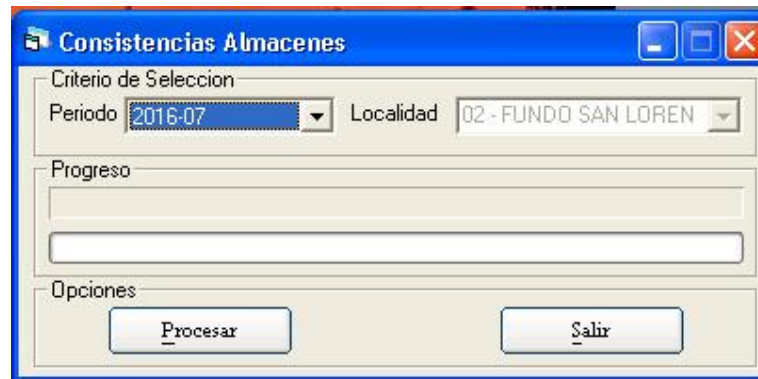 Consistencias Almacenes
Criterio de Seleccion
Periodo 2016-07 Localidad 02 - FUNDO SAN LOREN
Progreso
Opciones
Procesar Salir